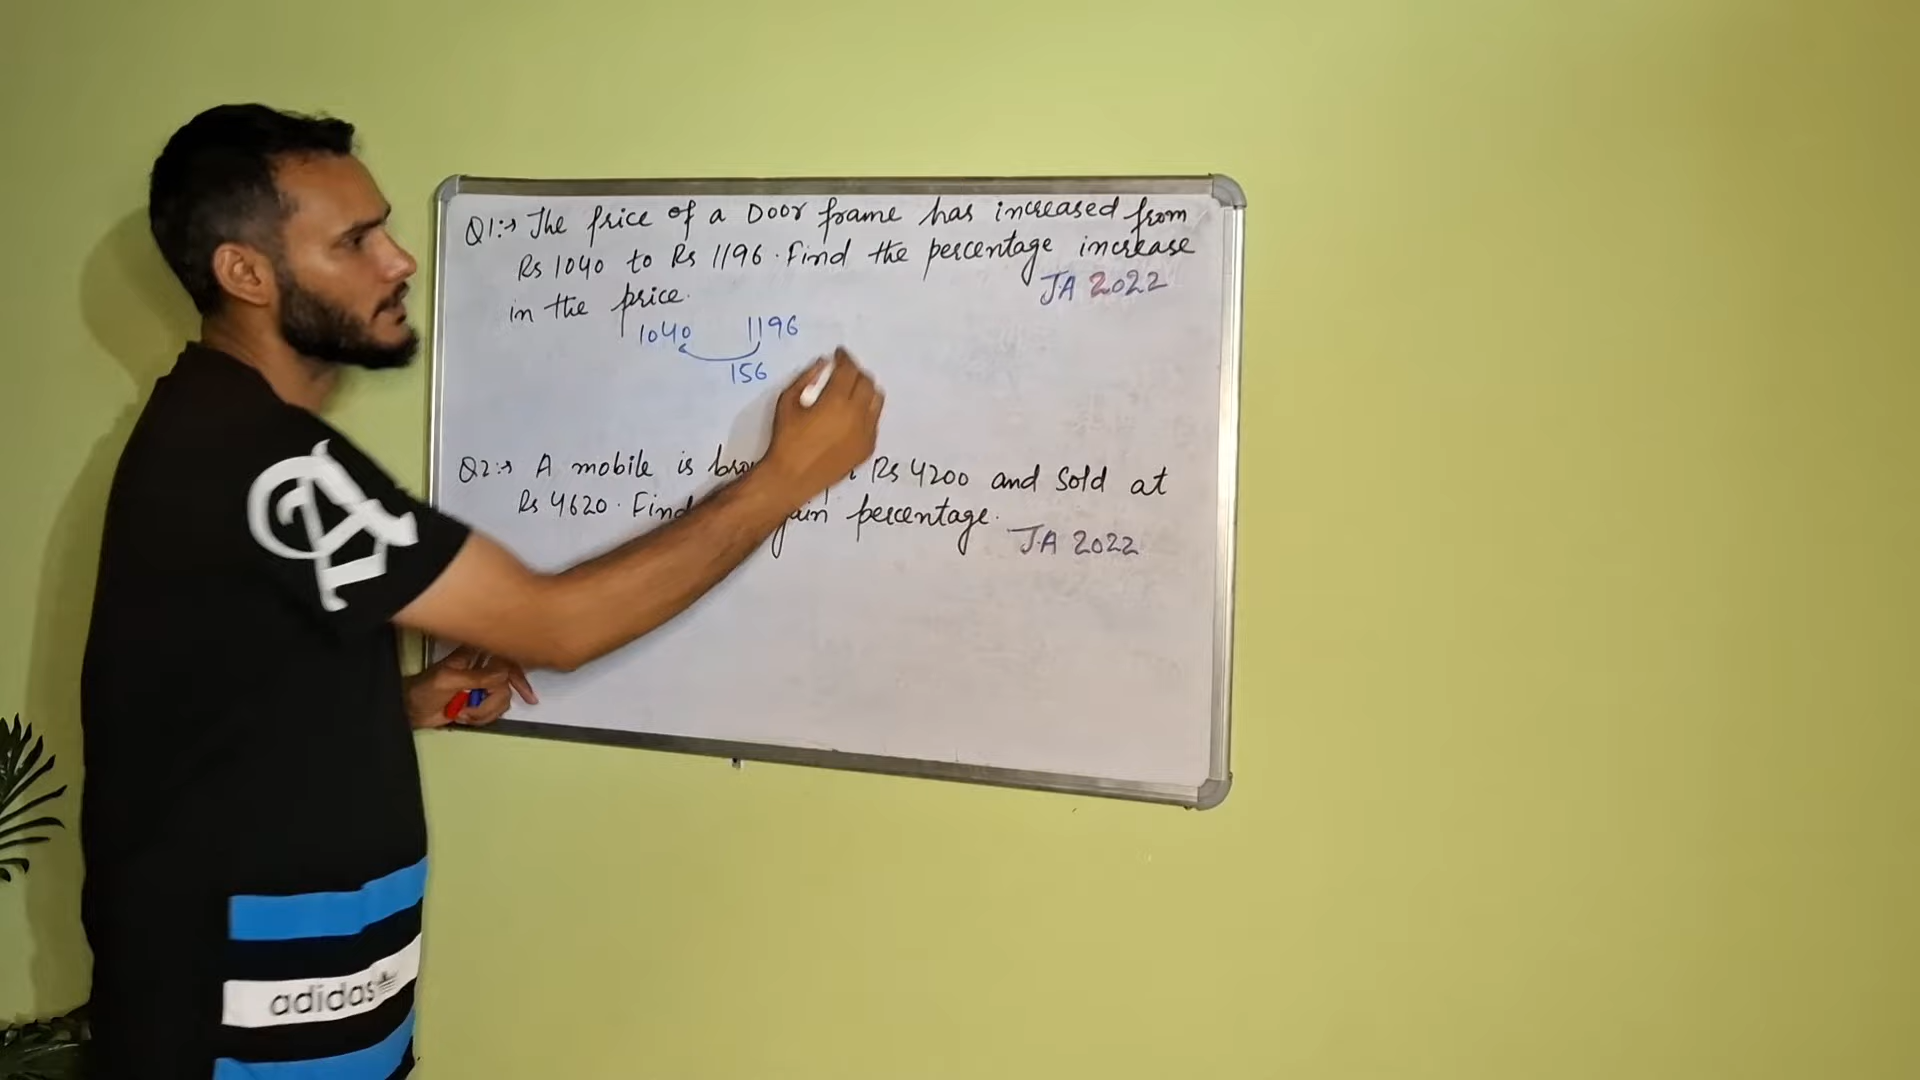 Q1:→ The price of a Door frame has increased from
Rs 1040 to Rs 1196. Find the percentage increase
in the price.
JA 2022
1040 1196
156
Q2:→ A mobile is Rs 4200 and Sold at
Rs 4620. Find gain percentage.
J.A 2022
adidas